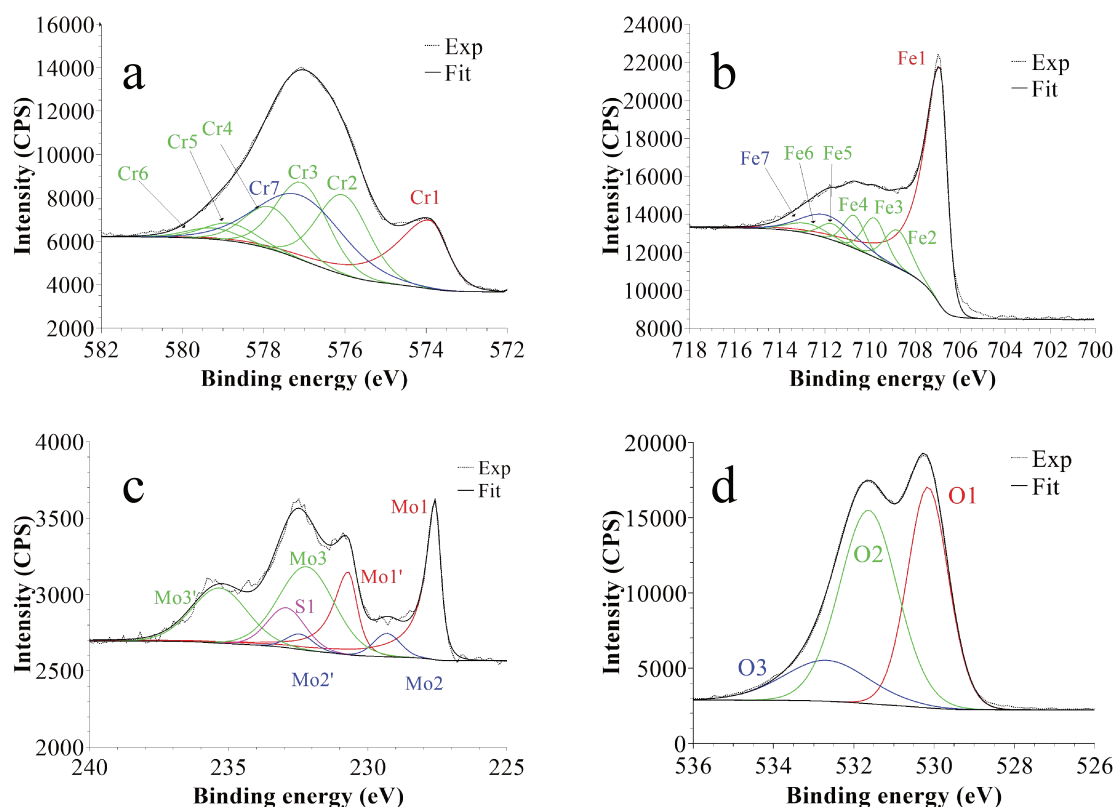 16000
14000
12000
10000
8000
6000
4000
2000
Intensity (CPS)
a
Exp
Fit
Cr6
Cr5
Cr4
Cr7
Cr3
Cr2
Cr1
582 580 578 576 574 572
Binding energy (eV)
24000
22000
20000
18000
16000
14000
12000
10000
8000
Intensity (CPS)
b
Fe1
Exp
Fit
Fe7
Fe6
Fe5
Fe4
Fe3
Fe2
718 716 714 712 710 708 706 704 702 700
Binding energy (eV)
4000
3500
3000
2500
2000
Intensity (CPS)
c
Exp
Fit
Mo1
Mo3
Mo1'
Mo3'
S1
Mo2'
Mo2
240 235 230 225
Binding energy (eV)
20000
15000
10000
5000
0
Intensity (CPS)
d
Exp
Fit
O1
O2
O3
536 534 532 530 528 526
Binding energy (eV)